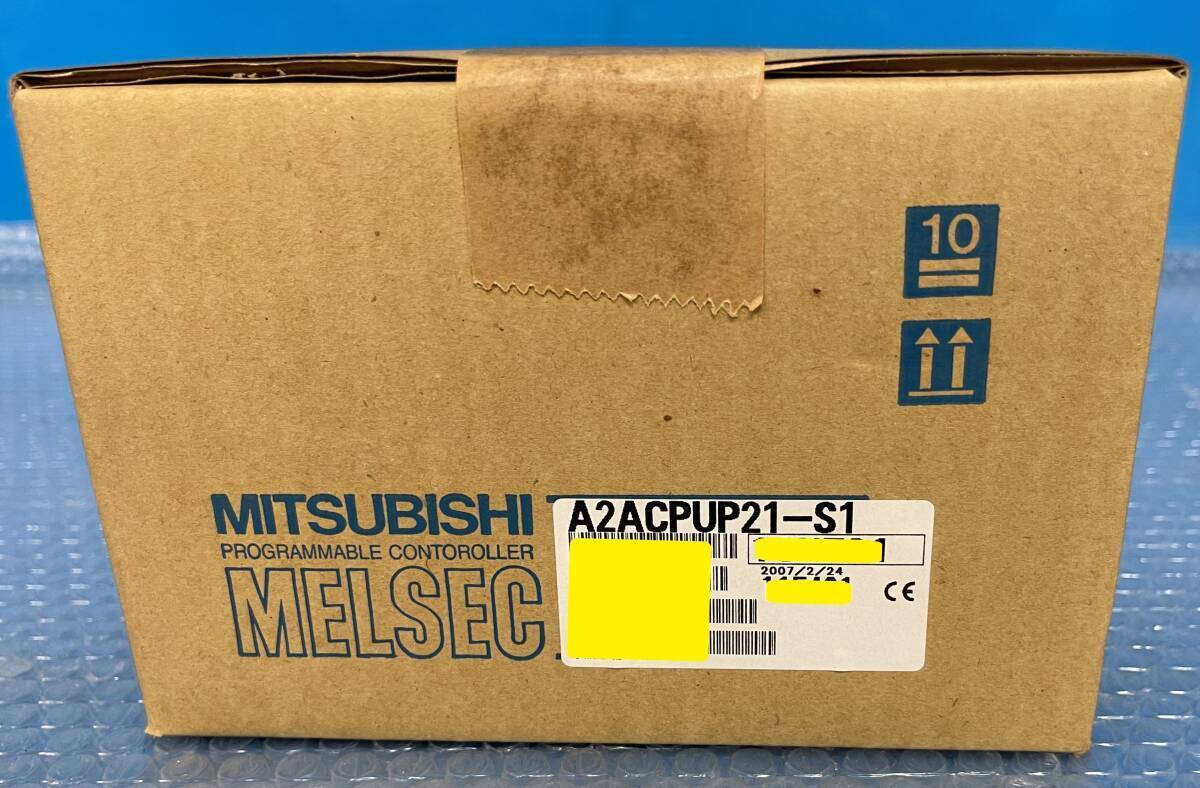 10
MITSUBISHI
PROGRAMMABLE CONTOROLLER
MELSEC
A2ACPUP21-S1
2007/2/24
CE